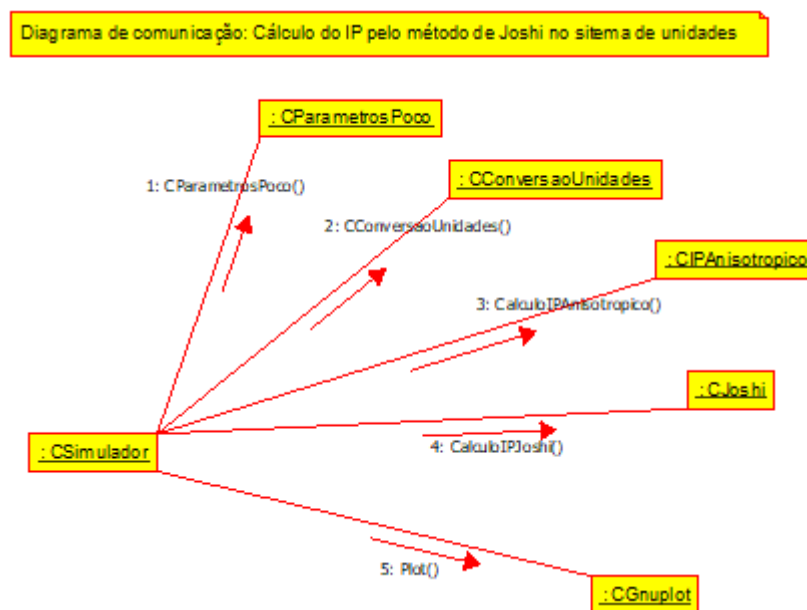 Diagrama de comunicação: Cálculo do IP pelo método de Joshi no sitema de unidades
: CParametrosPoco
1: CParametrosPoco()
: CConversaoUnidades
2: CConversaoUnidades()
: CIPAnisotropico
3: CalculoIPAnisotropico()
: CJoshi
: CSimulador
4: CalculoIPJoshi()
5: Plot()
: CGnuplot